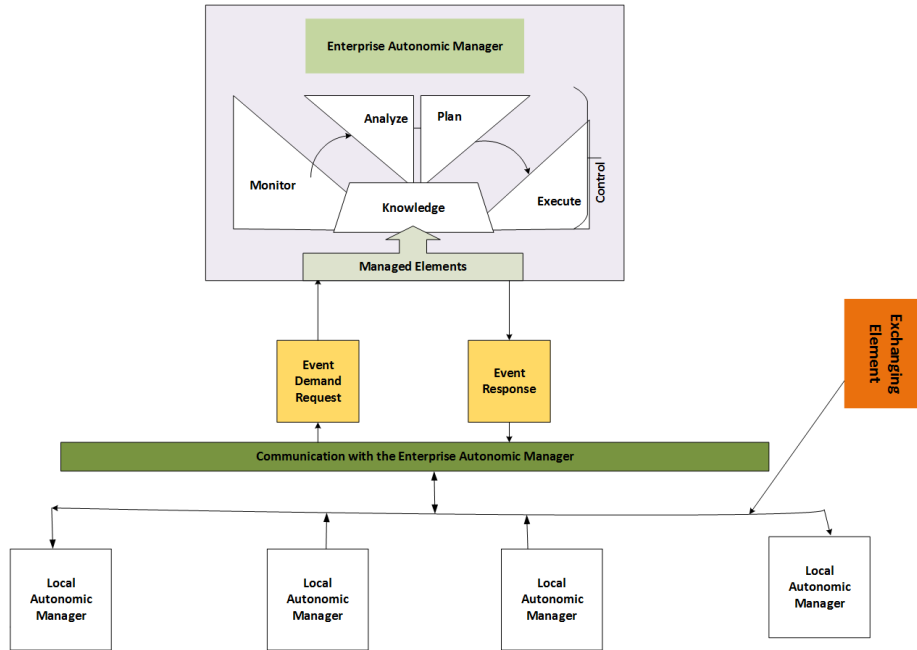 Enterprise Autonomic Manager
Analyze
Plan
Monitor
Execute
Control
Knowledge
Managed Elements
Event
Demand
Request
Event
Response
Exchanging
Element
Communication with the Enterprise Autonomic Manager
Local
Autonomic
Manager
Local
Autonomic
Manager
Local
Autonomic
Manager
Local
Autonomic
Manager